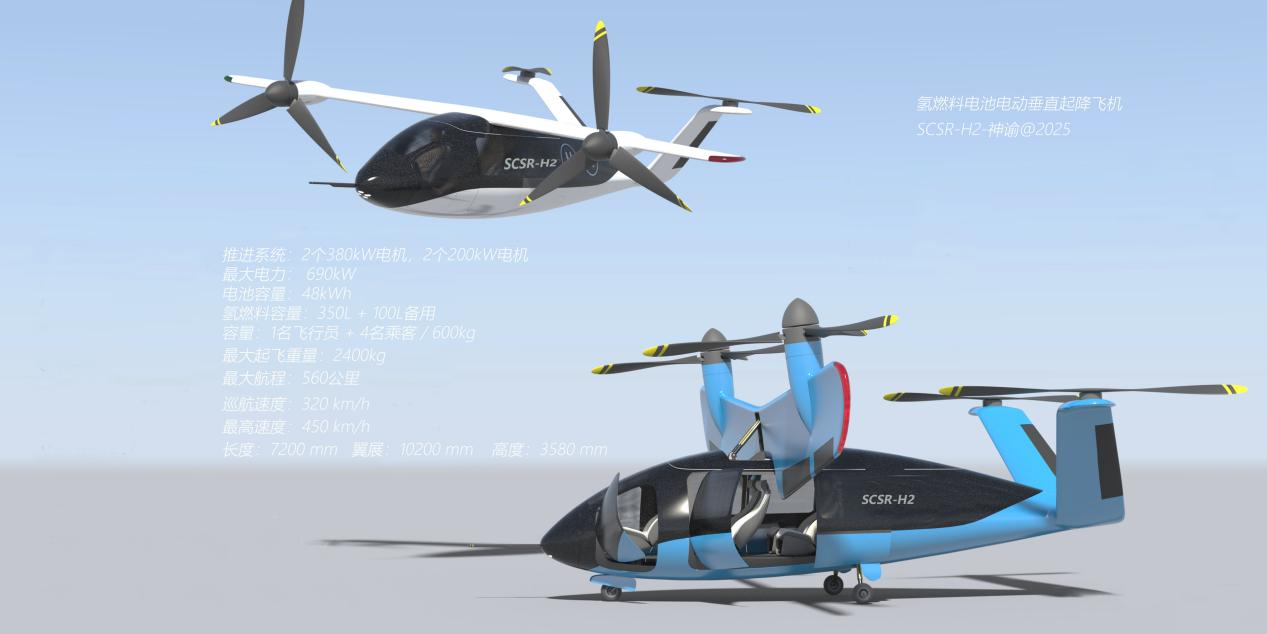 氢燃料电池电动垂直起降飞机
SCSR-H2-神谕@2025
SCSR-H2
推进系统：2个380kW电机，2个200kW电机
最大电力： 690kW
电池容量：48kWh
氢燃料容量：350L + 100L备用
容量：1名飞行员 + 4名乘客 / 600kg
最大起飞重量：2400kg
最大航程：560公里
巡航速度：320 km/h
最高速度：450 km/h
长度：7200 mm 翼展：10200 mm 高度：3580 mm
SCSR-H2